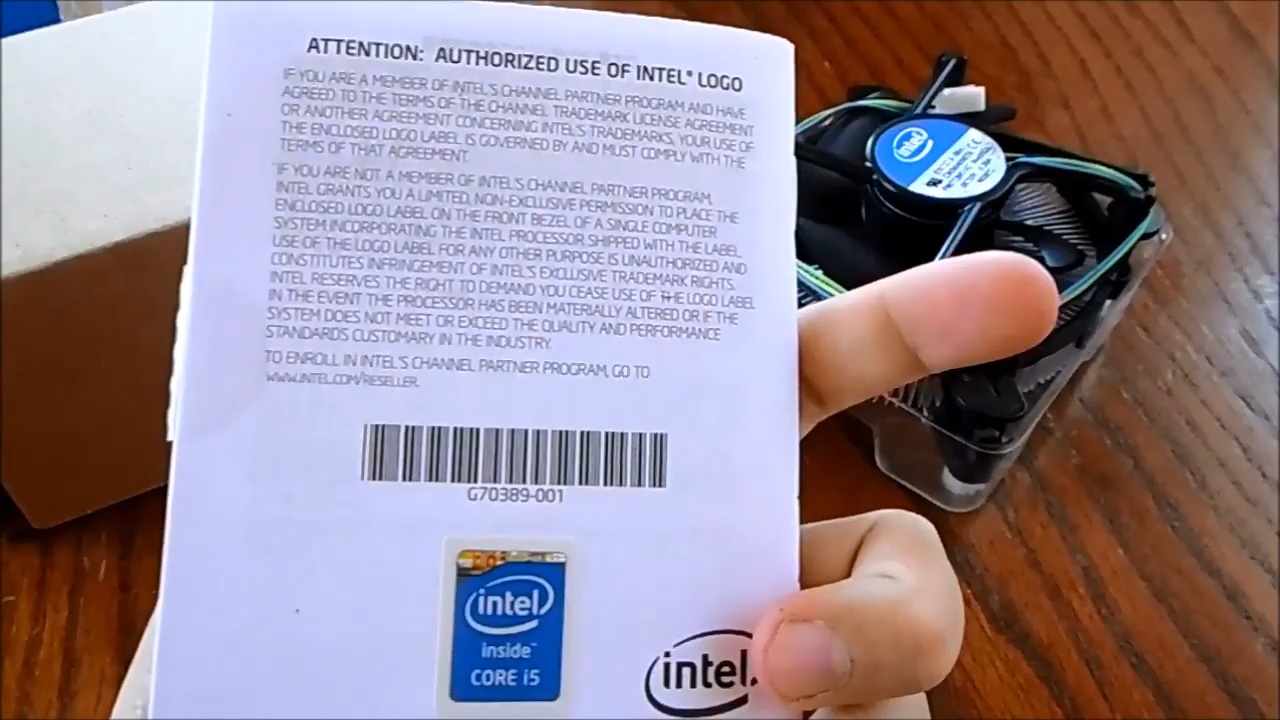 ATTENTION: AUTHORIZED USE OF INTEL® LOGO
IF YOU ARE A MEMBER OF INTEL'S CHANNEL PARTNER PROGRAM AND HAVE
AGREED TO THE TERMS OF THE CHANNEL TRADEMARK LICENSE AGREEMENT
OR ANOTHER AGREEMENT CONCERNING INTEL'S TRADEMARKS, YOUR USE OF
THE ENCLOSED LOGO LABEL IS GOVERNED BY AND MUST COMPLY WITH THE
TERMS OF THAT AGREEMENT.
IF YOU ARE NOT A MEMBER OF INTEL'S CHANNEL PARTNER PROGRAM,
INTEL GRANTS YOU A LIMITED, NON-EXCLUSIVE PERMISSION TO PLACE THE
ENCLOSED LOGO LABEL ON THE FRONT BEZEL OF A SINGLE COMPUTER
SYSTEM INCORPORATING THE INTEL PROCESSOR SHIPPED WITH THE LABEL.
USE OF THE LOGO LABEL FOR ANY OTHER PURPOSE IS UNAUTHORIZED AND
CONSTITUTES INFRINGEMENT OF INTEL'S EXCLUSIVE TRADEMARK RIGHTS.
INTEL RESERVES THE RIGHT TO DEMAND YOU CEASE USE OF THE LOGO LABEL
IN THE EVENT THE PROCESSOR HAS BEEN MATERIALLY ALTERED OR IF THE
SYSTEM DOES NOT MEET OR EXCEED THE QUALITY AND PERFORMANCE
STANDARDS CUSTOMARY IN THE INDUSTRY.
TO ENROLL IN INTEL'S CHANNEL PARTNER PROGRAM, GO TO
WWW.INTEL.COM/RESELLER.
G70389-001
intel
inside™
CORE i5
intel
intel